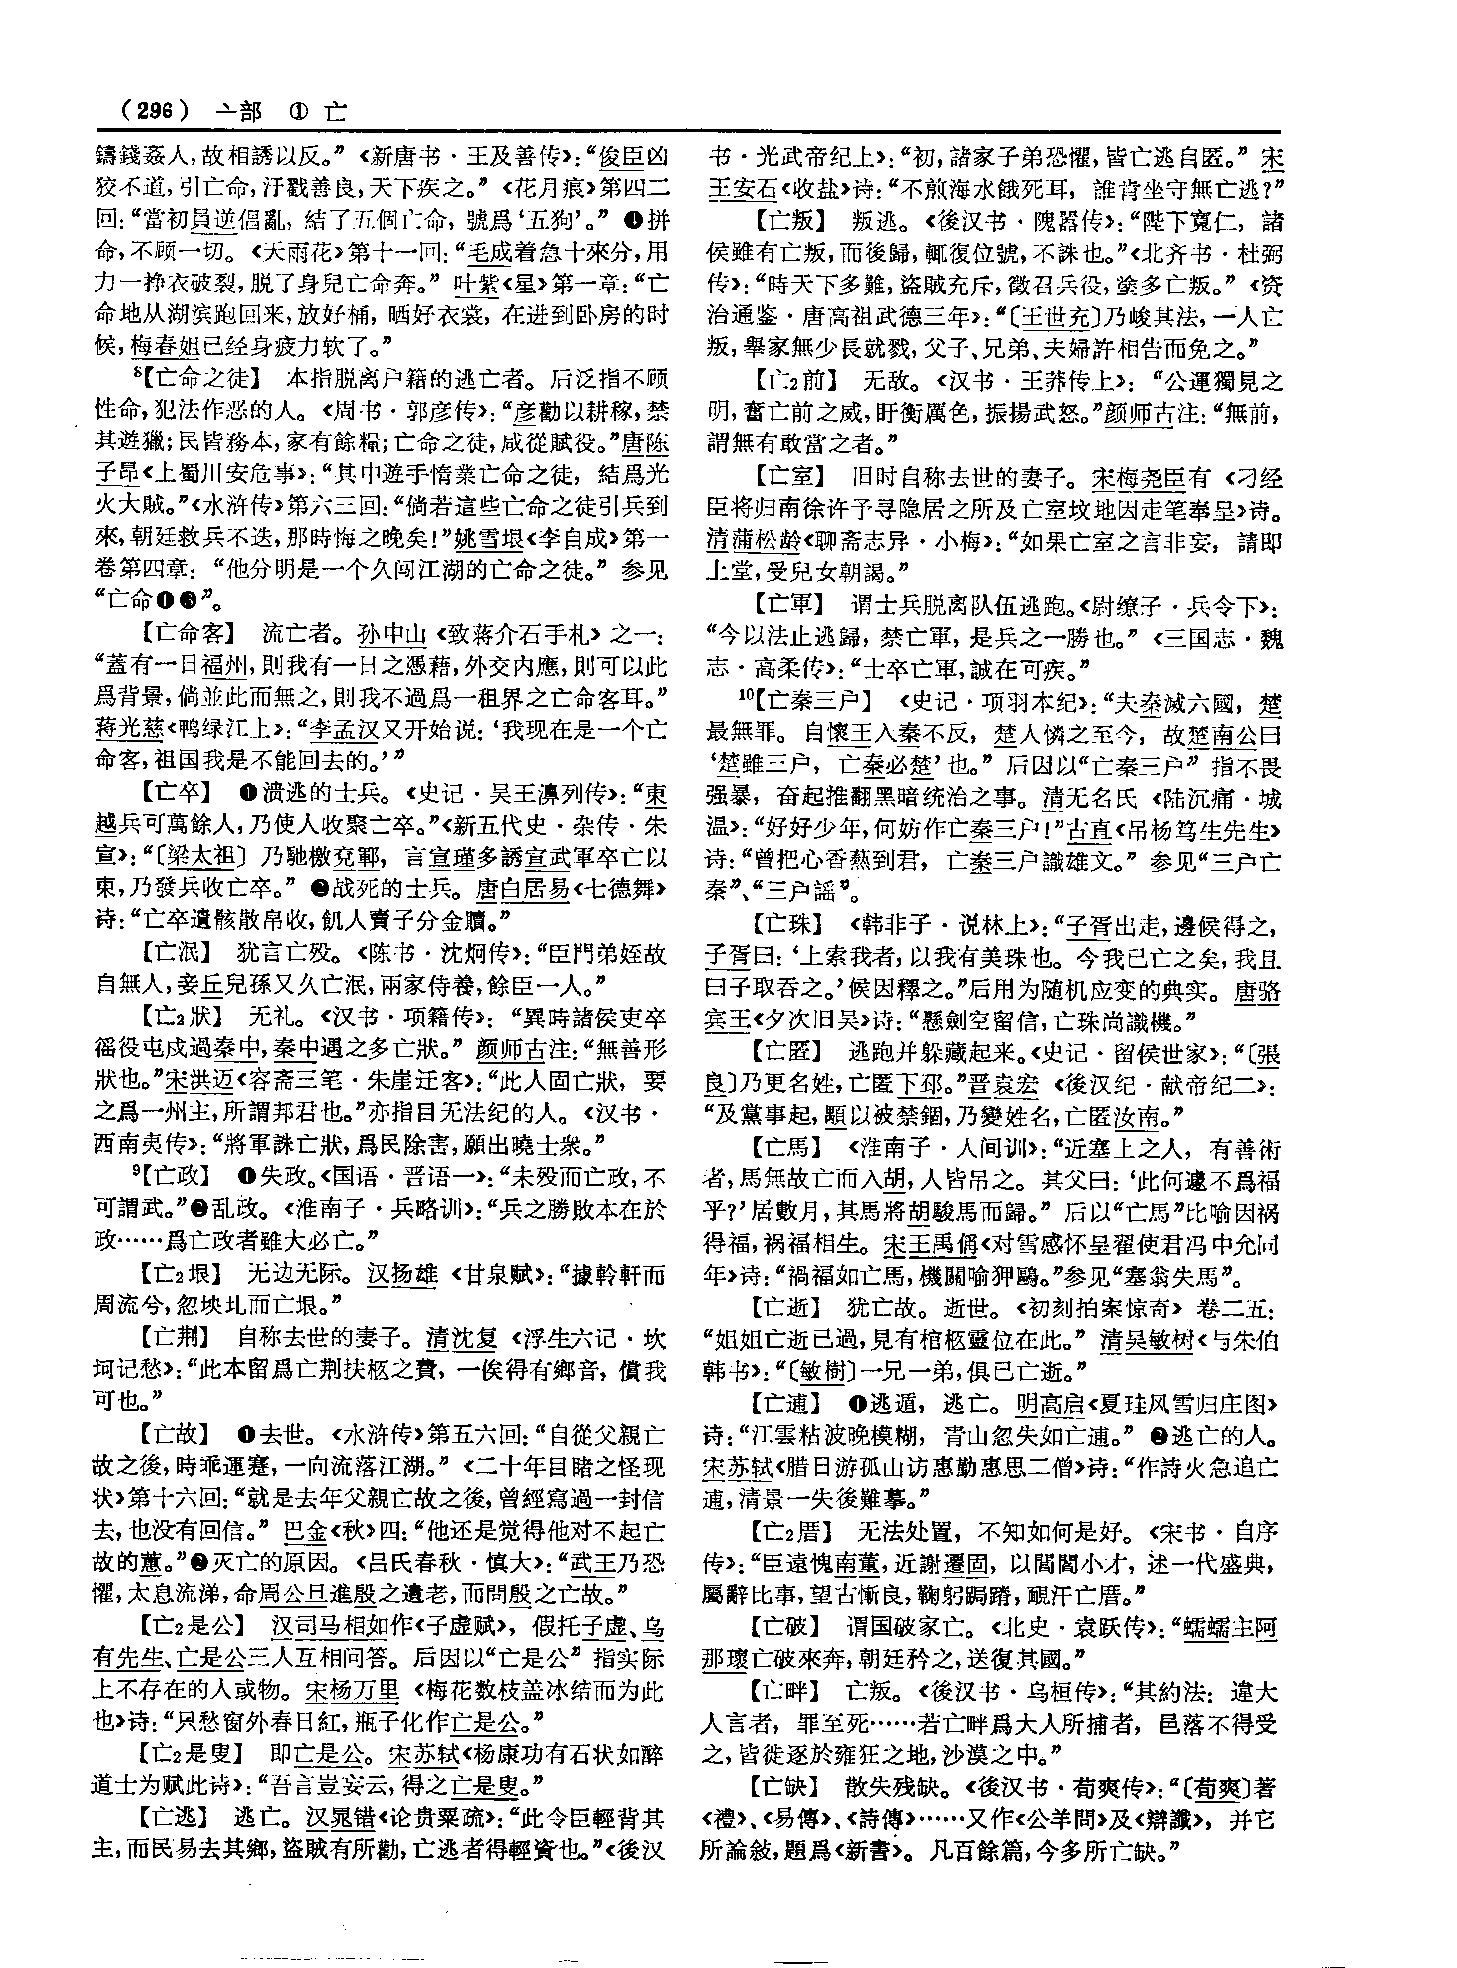 （296） 亠部 ① 亡
鑄錢姦人，故相誘以反。”《新唐书·王及善传》：“俊臣凶
狡不道，引亡命，汙戮善良，天下疾之。”《花月痕》第四二
回：“當初員逆倡亂，結了五個亡命，號爲‘五狗’。”❹拼
命，不顾一切。《天雨花》第十一回：“毛成着急十來分，用
力一挣衣破裂，脱了身兒亡命奔。”叶紫《星》第一章：“亡
命地从湖滨跑回来，放好桶，晒好衣裳，在进到卧房的时
候，梅春姐已经身疲力软了。”
8【亡命之徒】 本指脱离户籍的逃亡者。后泛指不顾
性命，犯法作恶的人。《周书·郭彦传》：“彦勸以耕稼，禁
其遊獵；民皆務本，家有餘糧；亡命之徒，咸從賦役。”唐陈
子昂《上蜀川安危事》：“其中遊手惰業亡命之徒，結爲光
火大賊。”《水浒传》第六三回：“倘若這些亡命之徒引兵到
來，朝廷救兵不迭，那時悔之晚矣！”姚雪垠《李自成》第一
卷第四章：“他分明是一个久闯江湖的亡命之徒。”参见
“亡命❶❸”。
【亡命客】 流亡者。孙中山《致蒋介石手札》之一：
“蓋有一日福州，則我有一日之憑藉，外交内應，則可以此
爲背景，倘並此而無之，則我不過爲一租界之亡命客耳。”
蒋光慈《鸭绿江上》：“李孟汉又开始说：‘我现在是一个亡
命客，祖国我是不能回去的。’”
【亡卒】 ❶溃逃的士兵。《史记·吴王濞列传》：“東
越兵可萬餘人，乃使人收聚亡卒。”《新五代史·杂传·朱
宣》：“〔梁太祖〕乃馳檄兗鄆，言宣瑾多誘宣武軍卒亡以
東，乃發兵收亡卒。”❷战死的士兵。唐白居易《七德舞》
诗：“亡卒遺骸散帛收，飢人賣子分金贖。”
【亡泯】 犹言亡殁。《陈书·沈炯传》：“臣門弟姪故
自無人，妾丘兒孫又久亡泯，兩家侍養，餘臣一人。”
【亡2狀】 无礼。《汉书·项籍传》：“異時諸侯吏卒
徭役屯戍過秦中，秦中遇之多亡狀。”颜师古注：“無善形
狀也。”宋洪迈《容斋三笔·朱崖迁客》：“此人固亡狀，要
之爲一州主，所謂邦君也。”亦指目无法纪的人。《汉书·
西南夷传》：“將軍誅亡狀，爲民除害，願出曉士衆。”
9【亡政】 ❶失政。《国语·晋语一》：“未殁而亡政，不
可謂武。”❷乱政。《淮南子·兵略训》：“兵之勝敗本在於
政……爲亡政者雖大必亡。”
【亡2垠】 无边无际。汉扬雄《甘泉赋》：“據軨軒而
周流兮，忽坱圠而亡垠。”
【亡荆】 自称去世的妻子。清沈复《浮生六记·坎
坷记愁》：“此本留爲亡荆扶柩之費，一俟得有鄉音，償我
可也。”
【亡故】 ❶去世。《水浒传》第五六回：“自從父親亡
故之後，時乖運蹇，一向流落江湖。”《二十年目睹之怪现
状》第十六回：“就是去年父親亡故之後，曾經寫過一封信
去，也没有回信。”巴金《秋》四：“他还是觉得他对不起亡
故的蕙。”❷灭亡的原因。《吕氏春秋·慎大》：“武王乃恐
懼，太息流涕，命周公旦進殷之遺老，而問殷之亡故。”
【亡2是公】 汉司马相如作《子虚赋》，假托子虚、乌
有先生、亡是公三人互相问答。后因以“亡是公”指实际
上不存在的人或物。宋杨万里《梅花数枝盖冰结而为此
也》诗：“只愁窗外春日紅，瓶子化作亡是公。”
【亡2是叟】 即亡是公。宋苏轼《杨康功有石状如醉
道士为赋此诗》：“吾言豈妄云，得之亡是叟。”
【亡逃】 逃亡。汉晁错《论贵粟疏》：“此令臣輕背其
主，而民易去其鄉，盜賊有所勸，亡逃者得輕資也。”《後汉
书·光武帝纪上》：“初，諸家子弟恐懼，皆亡逃自匿。”宋
王安石《收盐》诗：“不煎海水餓死耳，誰肯坐守無亡逃？”
【亡叛】 叛逃。《後汉书·隗嚣传》：“陛下寬仁，諸
侯雖有亡叛，而後歸，輒復位號，不誅也。”《北齐书·杜弼
传》：“時天下多難，盜賊充斥，徵召兵役，塗多亡叛。”《资
治通鉴·唐高祖武德三年》：“〔王世充〕乃峻其法，一人亡
叛，舉家無少長就戮，父子、兄弟、夫婦許相告而免之。”
【亡2前】 无敌。《汉书·王莽传上》：“公運獨見之
明，奮亡前之威，盱衡厲色，振揚武怒。”颜师古注：“無前，
謂無有敢當之者。”
【亡室】 旧时自称去世的妻子。宋梅尧臣有《刁经
臣将归南徐许予寻隐居之所及亡室坟地因走笔奉呈》诗。
清蒲松龄《聊斋志异·小梅》：“如果亡室之言非妄，請即
上堂，受兒女朝謁。”
【亡軍】 谓士兵脱离队伍逃跑。《尉缭子·兵令下》：
“今以法止逃歸，禁亡軍，是兵之一勝也。”《三国志·魏
志·高柔传》：“士卒亡軍，誠在可疾。”
10【亡秦三户】 《史记·项羽本纪》：“夫秦滅六國，楚
最無罪。自懷王入秦不反，楚人憐之至今，故楚南公曰
‘楚雖三户，亡秦必楚’也。”后因以“亡秦三户”指不畏
强暴，奋起推翻黑暗统治之事。清无名氏《陆沉痛·城
温》：“好好少年，何妨作亡秦三户！”古直《吊杨笃生先生》
诗：“曾把心香爇到君，亡秦三户識雄文。”参见“三户亡
秦”、“三户謡”。
【亡珠】 《韩非子·说林上》：“子胥出走，邊候得之，
子胥曰：‘上索我者，以我有美珠也。今我已亡之矣，我且
曰子取吞之。’候因釋之。”后用为随机应变的典实。唐骆
宾王《夕次旧吴》诗：“懸劍空留信，亡珠尚識機。”
【亡匿】 逃跑并躲藏起来。《史记·留侯世家》：“〔張
良〕乃更名姓，亡匿下邳。”晋袁宏《後汉纪·献帝纪二》：
“及黨事起，顒以被禁錮，乃變姓名，亡匿汝南。”
【亡馬】 《淮南子·人间训》：“近塞上之人，有善術
者，馬無故亡而入胡，人皆吊之。其父曰：‘此何遽不爲福
乎？’居數月，其馬將胡駿馬而歸。”后以“亡馬”比喻因祸
得福，祸福相生。宋王禹偁《对雪感怀呈翟使君冯中允同
年》诗：“禍福如亡馬，機關喻狎鷗。”参见“塞翁失馬”。
【亡逝】 犹亡故。逝世。《初刻拍案惊奇》卷二五：
“姐姐亡逝已過，見有棺柩靈位在此。”清吴敏树《与朱伯
韩书》：“〔敏樹〕一兄一弟，俱已亡逝。”
【亡逋】 ❶逃遁，逃亡。明高启《夏珪风雪归庄图》
诗：“江雲粘波晚模糊，青山忽失如亡逋。”❷逃亡的人。
宋苏轼《腊日游孤山访惠勤惠思二僧》诗：“作詩火急追亡
逋，清景一失後難摹。”
【亡2厝】 无法处置，不知如何是好。《宋书·自序
传》：“臣遠愧南董，近謝遷固，以閭閻小才，述一代盛典，
屬辭比事，望古慚良，鞠躬跼蹐，靦汗亡厝。”
【亡破】 谓国破家亡。《北史·袁跃传》：“蠕蠕主阿
那瓌亡破來奔，朝廷矜之，送復其國。”
【亡畔】 亡叛。《後汉书·乌桓传》：“其約法：違大
人言者，罪至死……若亡畔爲大人所捕者，邑落不得受
之，皆徙逐於雍狂之地，沙漠之中。”
【亡缺】 散失残缺。《後汉书·荀爽传》：“〔荀爽〕著
《禮》、《易傳》、《詩傳》……又作《公羊問》及《辯讖》，并它
所論敘，題爲《新書》。凡百餘篇，今多所亡缺。”